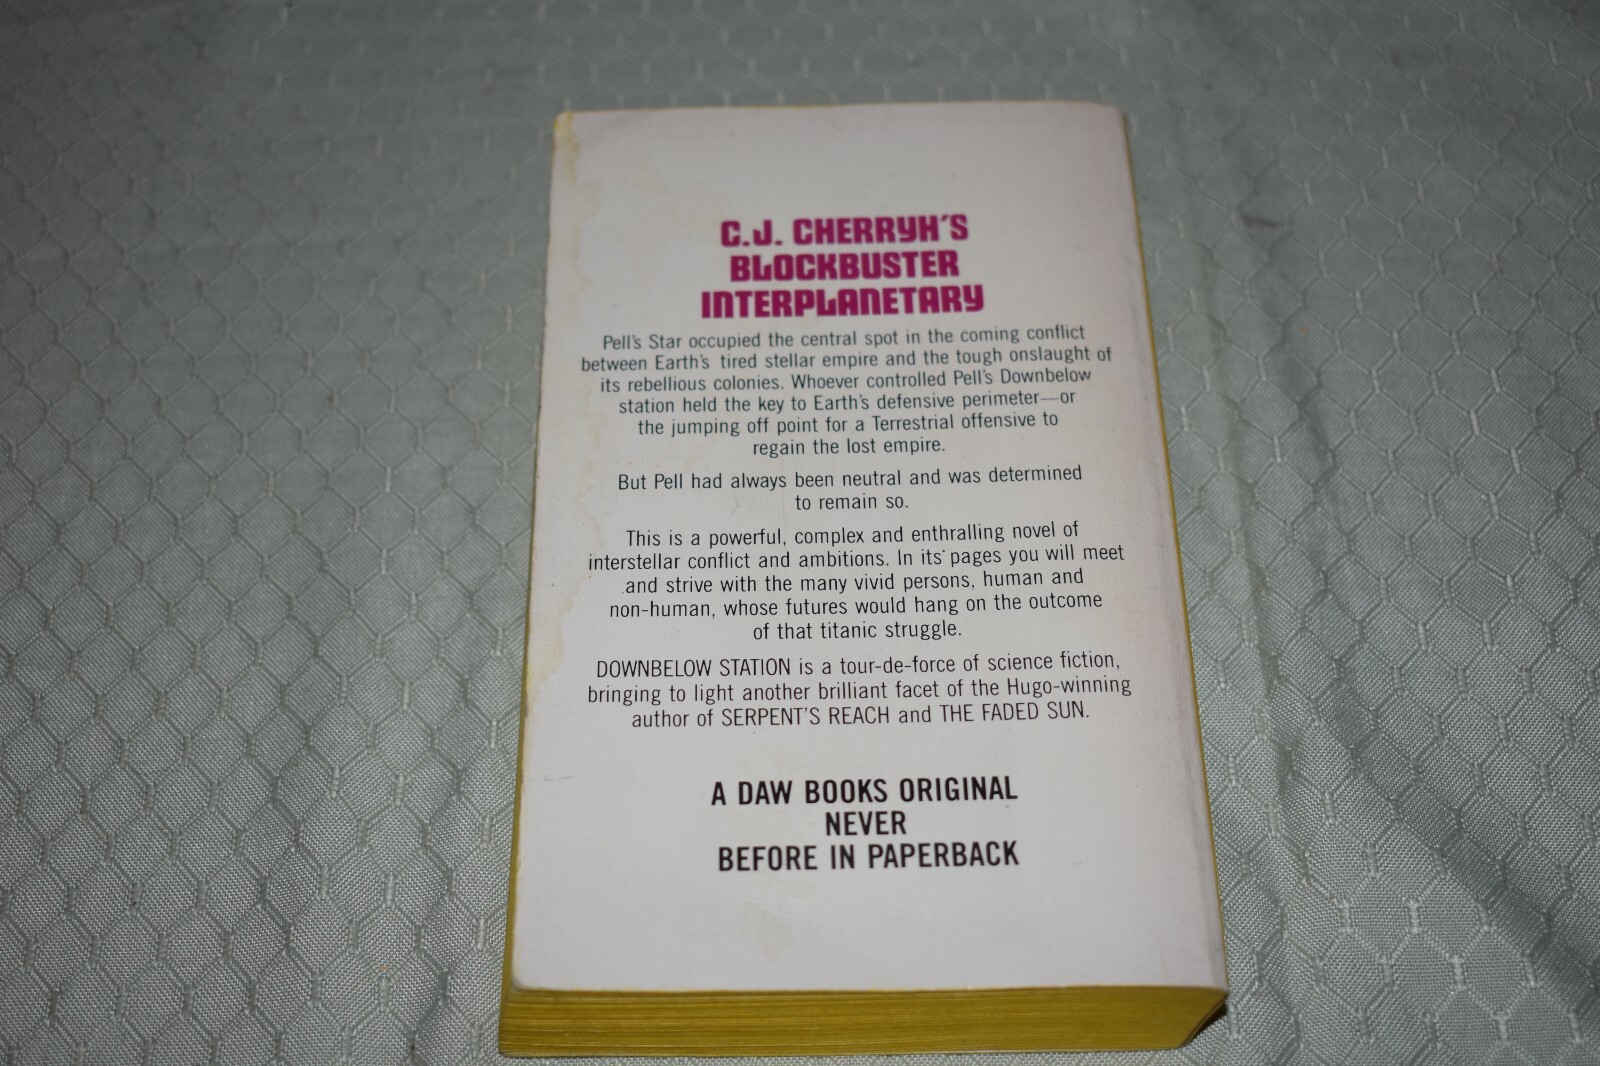 C.J. CHERRYH'S
BLOCKBUSTER
INTERPLANETARY
Pell's Star occupied the central spot in the coming conflict
between Earth's tired stellar empire and the tough onslaught of
its rebellious colonies. Whoever controlled Pell's Downbelow
station held the key to Earth's defensive perimeter—or
the jumping off point for a Terrestrial offensive to
regain the lost empire.
But Pell had always been neutral and was determined
to remain so.
This is a powerful, complex and enthralling novel of
interstellar conflict and ambitions. In its pages you will meet
and strive with the many vivid persons, human and
non-human, whose futures would hang on the outcome
of that titanic struggle.
DOWNBELOW STATION is a tour-de-force of science fiction,
bringing to light another brilliant facet of the Hugo-winning
author of SERPENT'S REACH and THE FADED SUN.
A DAW BOOKS ORIGINAL
NEVER
BEFORE IN PAPERBACK